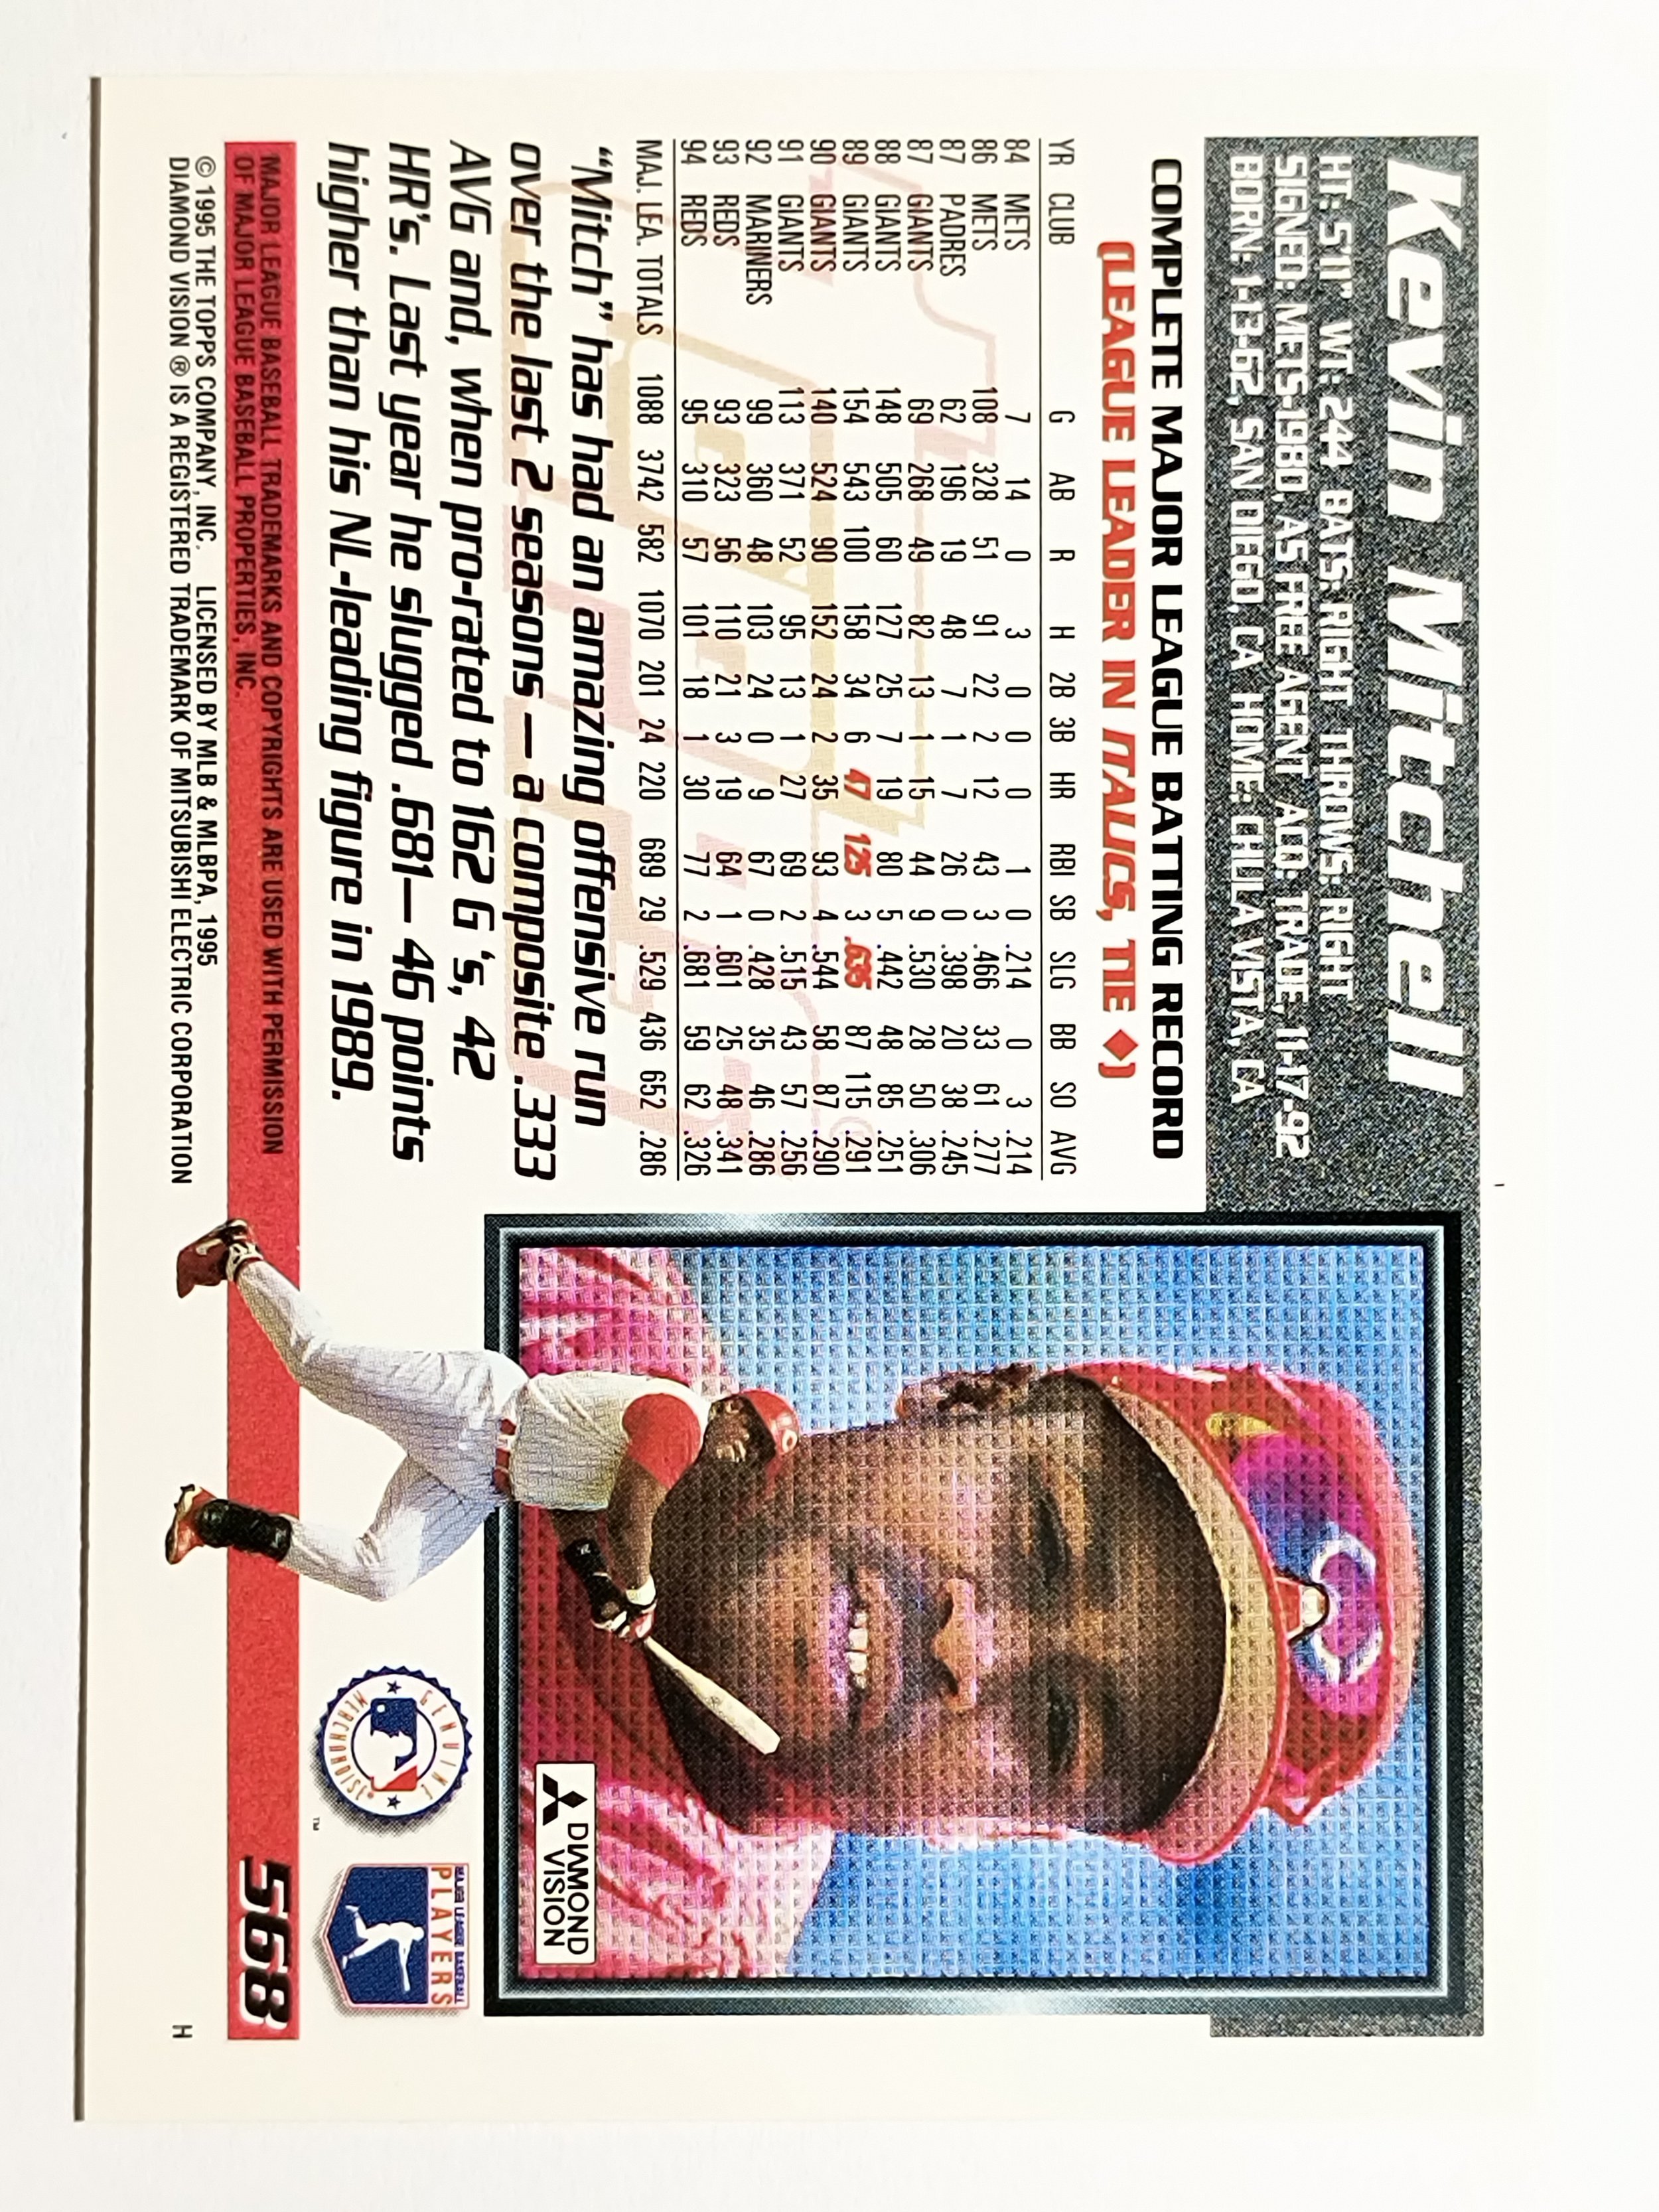 Kevin Mitchell
HT: 5'11" WT: 244 BATS: RIGHT THROWS: RIGHT
SIGNED: METS-1980, AS FREE AGENT ACQ: TRADE, 11-17-92
BORN: 1-13-62, SAN DIEGO, CA HOME: CHULA VISTA, CA
COMPLETE MAJOR LEAGUE BATTING RECORD
(LEAGUE LEADER IN ITALICS, TIE ♦)
YR CLUB G AB R H 2B 3B HR RBI SB SLG BB SO AVG
84 METS 7 14 0 3 0 0 0 1 0 .214 0 3 .214
86 METS 108 328 51 91 22 2 12 43 3 .466 33 61 .277
87 PADRES 62 196 19 48 7 1 7 26 0 .398 20 38 .245
87 GIANTS 69 268 49 82 13 1 15 44 9 .530 28 50 .306
88 GIANTS 148 505 60 127 25 7 19 80 5 .442 48 85 .251
89 GIANTS 154 543 100 158 34 6 47 125 3 .635 87 115 .291
90 GIANTS 140 524 90 152 24 2 35 93 4 .544 58 87 .290
91 GIANTS 113 371 52 95 13 1 27 69 2 .515 43 57 .256
92 MARINERS 99 360 48 103 24 0 9 67 0 .428 35 46 .286
93 REDS 93 323 56 110 21 3 19 64 1 .601 25 48 .341
94 REDS 95 310 57 101 18 1 30 77 2 .681 59 62 .326
MAJ. LEA. TOTALS 1088 3742 582 1070 201 24 220 689 29 .529 436 652 .286
"Mitch" has had an amazing offensive run
over the last 2 seasons — a composite .333
AVG and, when pro-rated to 162 G 's, 42
HR's. Last year he slugged .681— 46 points
higher than his NL-leading figure in 1989.
DIAMOND
VISION
GENUINE
MERCHANDISE
TM
MAJOR LEAGUE BASEBALL
PLAYERS
MAJOR LEAGUE BASEBALL TRADEMARKS AND COPYRIGHTS ARE USED WITH PERMISSION
OF MAJOR LEAGUE BASEBALL PROPERTIES, INC.
568
© 1995 THE TOPPS COMPANY, INC. LICENSED BY MLB & MLBPA, 1995
DIAMOND VISION ® IS A REGISTERED TRADEMARK OF MITSUBISHI ELECTRIC CORPORATION
H